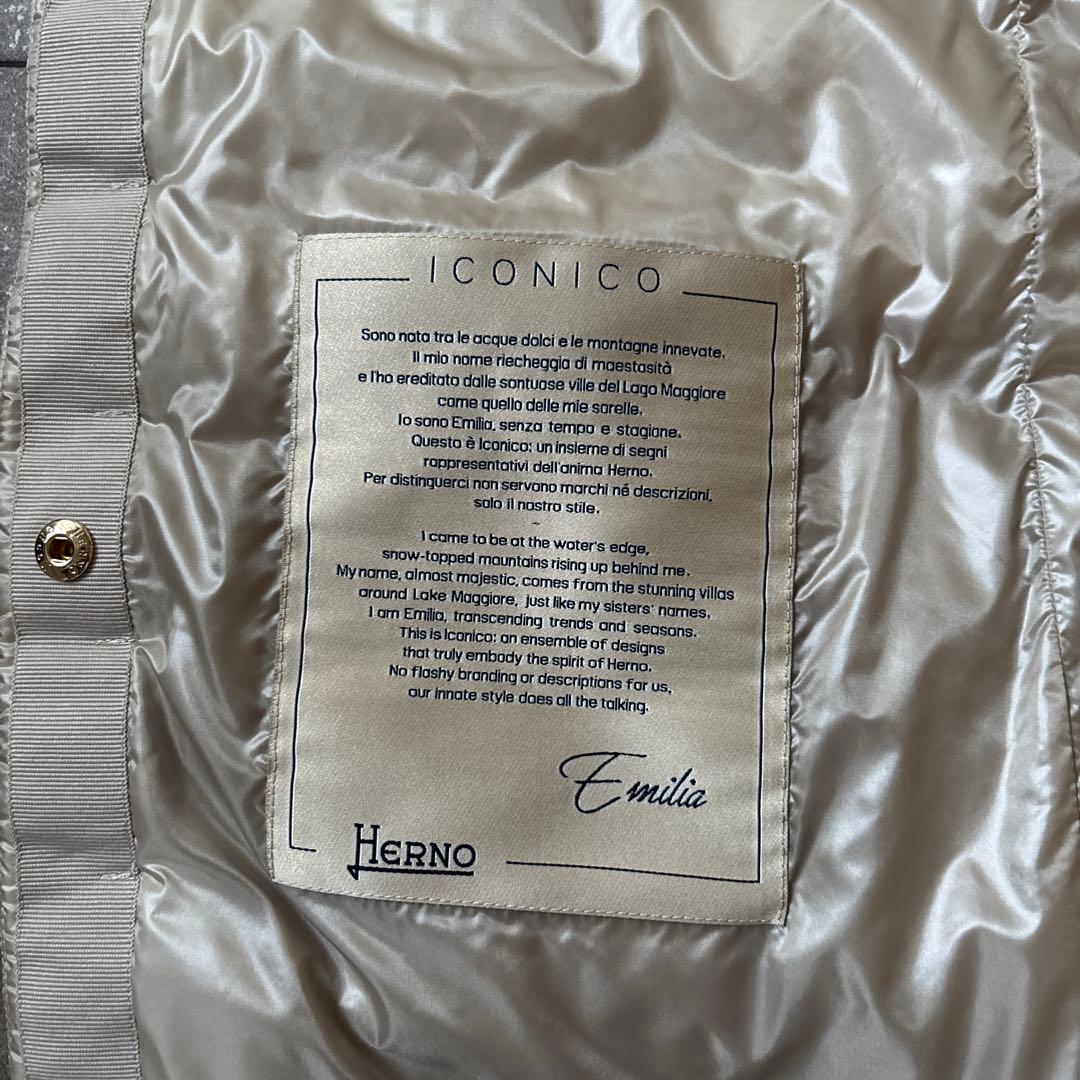 ICONICO
Sono nata tra le acque dolci e le montagne innevate.
Il mio nome riecheggia di maestosità
e l'ho ereditato dalle sontuose ville del Lago Maggiore
come quello delle mie sorelle.
Io sono Emilia, senza tempo e stagione.
Questo è Iconico: un insieme di segni
rappresentativi dell'anima Herno.
Per distinguerci non servono marchi né descrizioni,
solo il nostro stile.
~
I came to be at the water's edge,
snow-topped mountains rising up behind me.
My name, almost majestic, comes from the stunning villas
around Lake Maggiore, just like my sisters' names.
I am Emilia, transcending trends and seasons.
This is Iconico: an ensemble of designs
that truly embody the spirit of Herno.
No flashy branding or descriptions for us,
our innate style does all the talking.
Emilia
HERNO